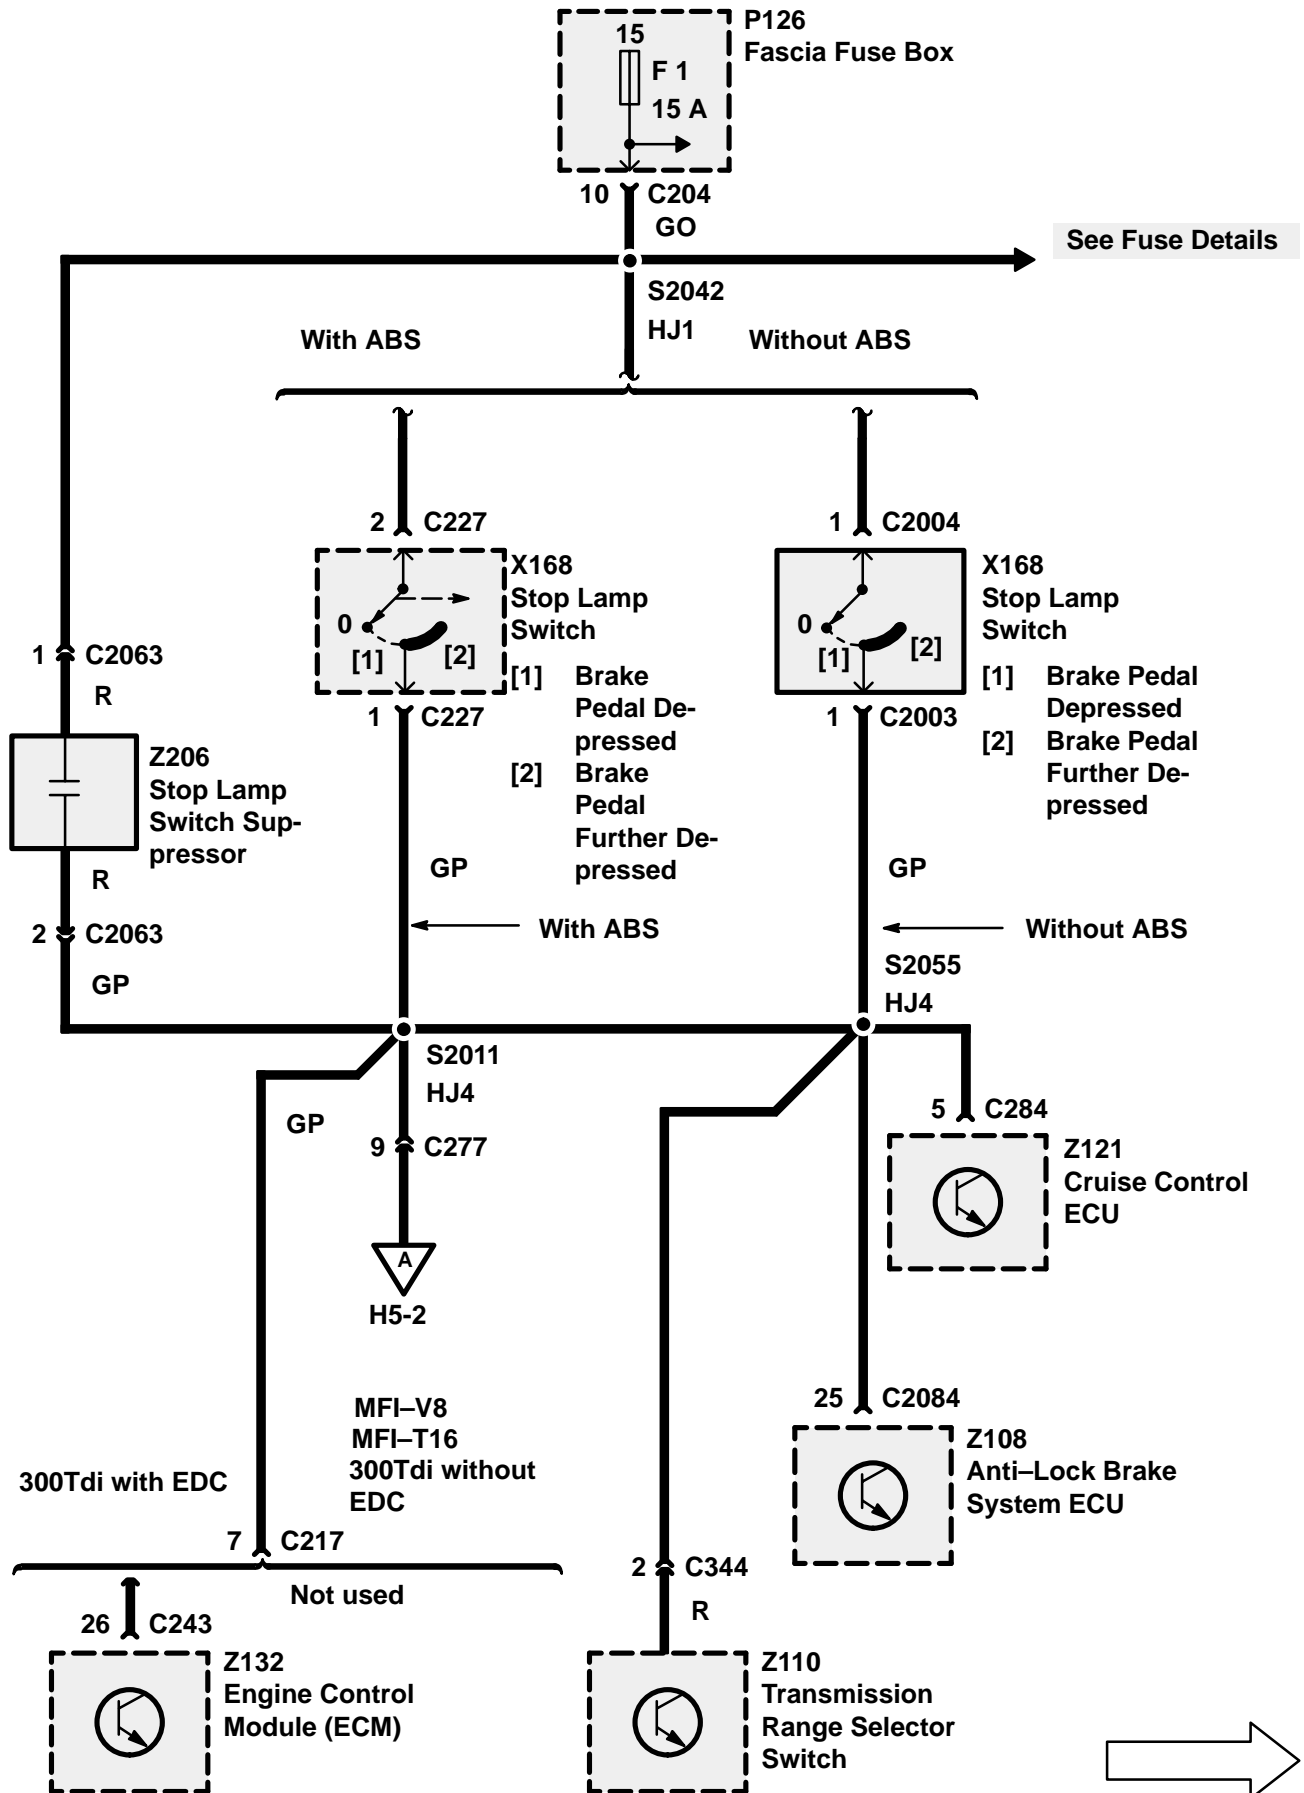 P126
Fascia Fuse Box
15
F 1
15 A
10
C204
GO
See Fuse Details
S2042
HJ1
With ABS
Without ABS
2
C227
1
C2004
X168
Stop Lamp
Switch
0
[1]
[2]
[1] Brake
Pedal De-
pressed
[2] Brake
Pedal
Further De-
pressed
X168
Stop Lamp
Switch
0
[1]
[2]
[1] Brake Pedal
Depressed
[2] Brake Pedal
Further De-
pressed
1
C2063
R
1
C227
1
C2003
Z206
Stop Lamp
Switch Sup-
pressor
R
GP
GP
2
C2063
With ABS
Without ABS
GP
S2055
HJ4
S2011
HJ4
GP
9
C277
5
C284
Z121
Cruise Control
ECU
A
H5-2
25
C2084
Z108
Anti–Lock Brake
System ECU
MFI–V8
MFI–T16
300Tdi without
EDC
300Tdi with EDC
7
C217
Not used
2
C344
R
26
C243
Z132
Engine Control
Module (ECM)
Z110
Transmission
Range Selector
Switch